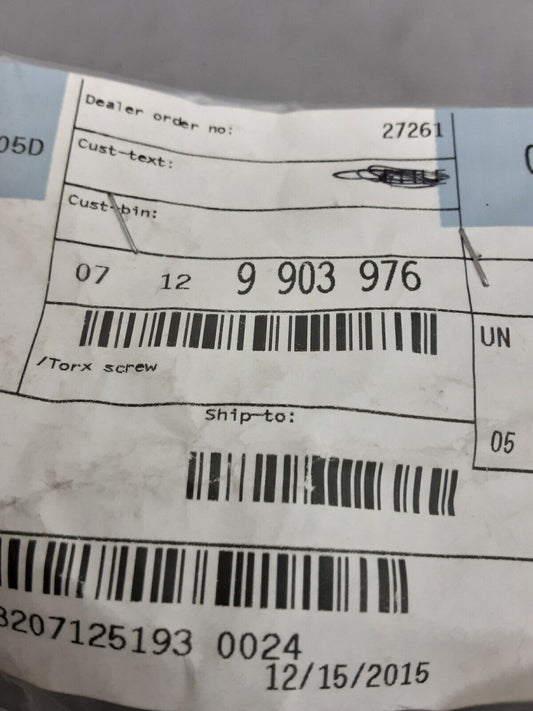 05D
Dealer order no: 27261
Cust-text:
Cust-bin:
07 12 9 903 976
UN
/Torx screw
Ship-to:
05
8207125193 0024
12/15/2015